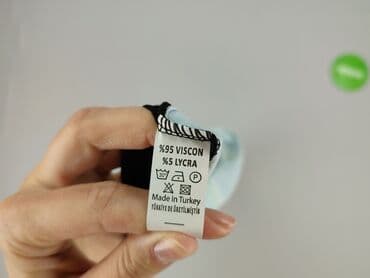 %95 VISCON
%5 LYCRA
Made in Turkey
TÜRKİYE DE ÜRETİLMİŞTİR